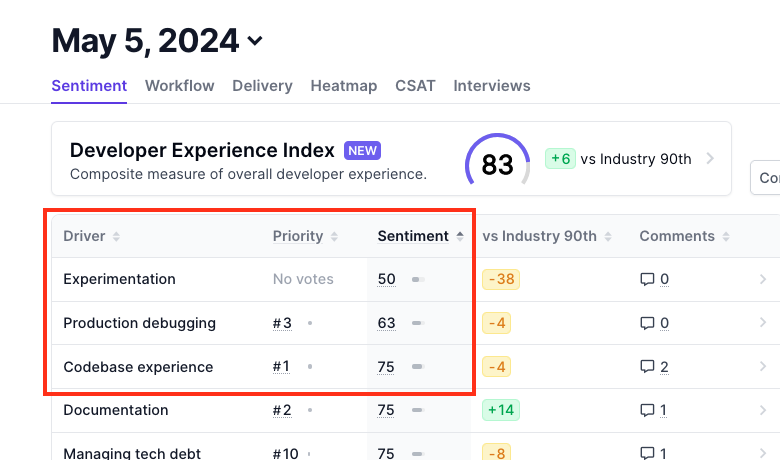 May 5, 2024
Sentiment Workflow Delivery Heatmap CSAT Interviews
Developer Experience Index NEW
Composite measure of overall developer experience.
83
+6 vs Industry 90th
Driver Priority Sentiment vs Industry 90th Comments
Experimentation No votes 50 -38 0
Production debugging #3 63 -4 0
Codebase experience #1 75 -4 2
Documentation #2 75 +14 1
Managing tech debt #10 75 -8 1